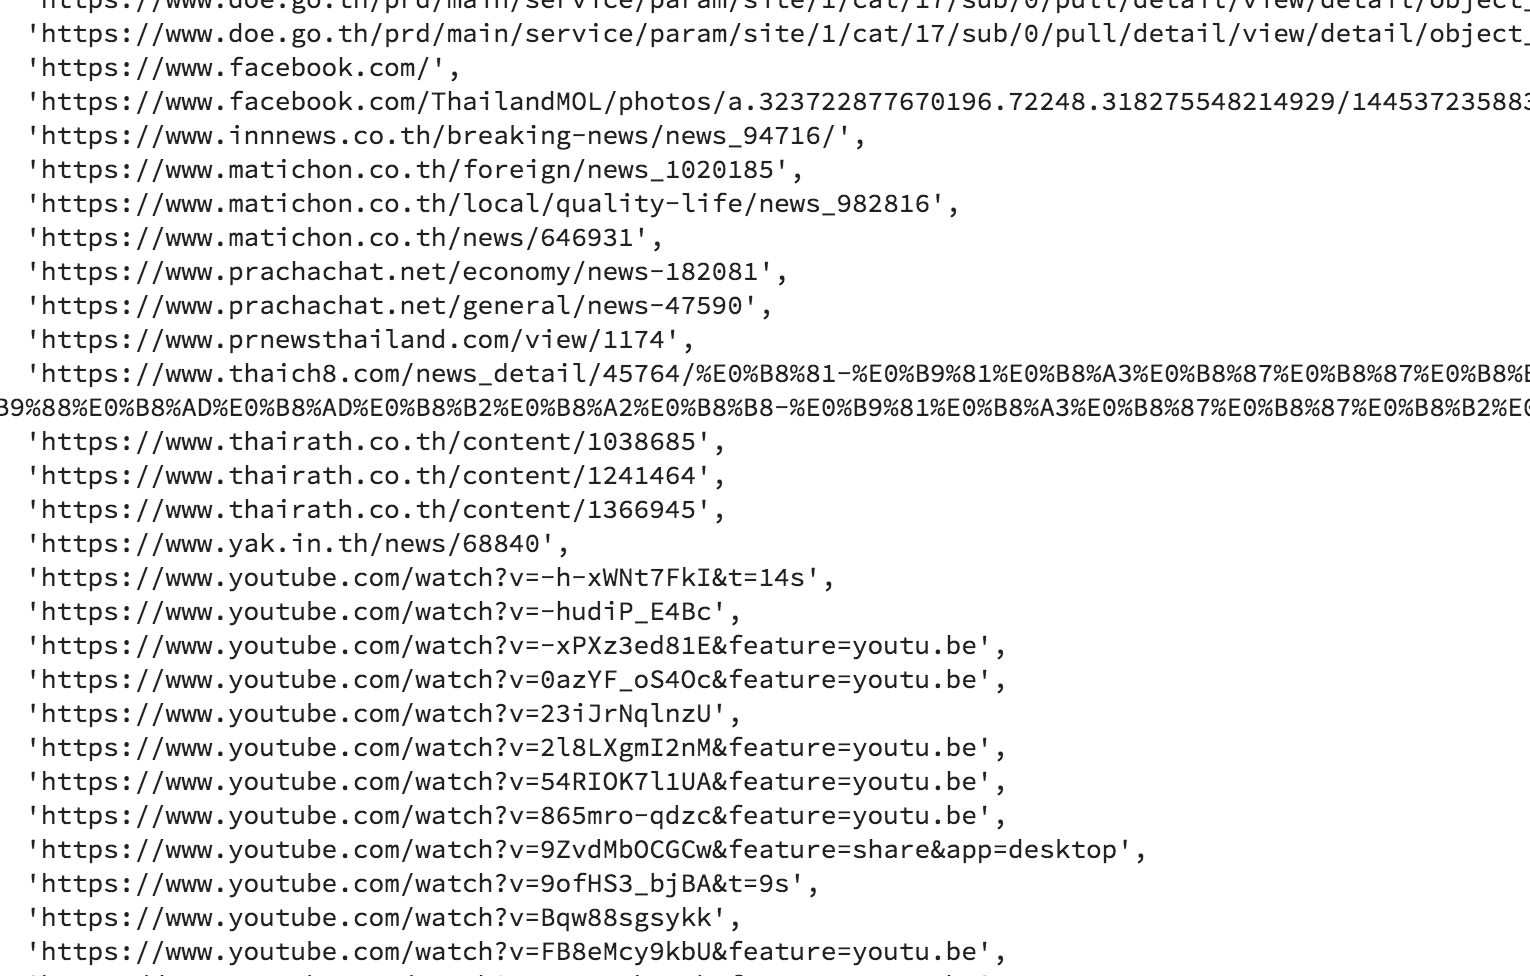 'https://www.doe.go.th/prd/main/service/param/site/1/cat/17/sub/0/pull/detail/view/detail/object_
'https://www.doe.go.th/prd/main/service/param/site/1/cat/17/sub/0/pull/detail/view/detail/object_
'https://www.facebook.com/',
'https://www.facebook.com/ThailandMOL/photos/a.323722877670196.72248.318275548214929/144537235883
'https://www.innnews.co.th/breaking-news/news_94716/',
'https://www.matichon.co.th/foreign/news_1020185',
'https://www.matichon.co.th/local/quality-life/news_982816',
'https://www.matichon.co.th/news/646931',
'https://www.prachachat.net/economy/news-182081',
'https://www.prachachat.net/general/news-47590',
'https://www.prnewsthailand.com/view/1174',
'https://www.thaich8.com/news_detail/45764/%E0%B8%81-%E0%B9%81%E0%B8%A3%E0%B8%87%E0%B8%87%E0%B8%B
B9%88%E0%B8%AD%E0%B8%AD%E0%B8%B2%E0%B8%A2%E0%B8%B8-%E0%B9%81%E0%B8%A3%E0%B8%87%E0%B8%87%E0%B8%B2%E0
'https://www.thairath.co.th/content/1038685',
'https://www.thairath.co.th/content/1241464',
'https://www.thairath.co.th/content/1366945',
'https://www.yak.in.th/news/68840',
'https://www.youtube.com/watch?v=-h-xWNt7FkI&t=14s',
'https://www.youtube.com/watch?v=-hudiP_E4Bc',
'https://www.youtube.com/watch?v=-xPXz3ed81E&feature=youtu.be',
'https://www.youtube.com/watch?v=0azYF_oS4Oc&feature=youtu.be',
'https://www.youtube.com/watch?v=23iJrNqlnzU',
'https://www.youtube.com/watch?v=2l8LXgmI2nM&feature=youtu.be',
'https://www.youtube.com/watch?v=54RIOK7l1UA&feature=youtu.be',
'https://www.youtube.com/watch?v=865mro-qdzc&feature=youtu.be',
'https://www.youtube.com/watch?v=9ZvdMbOCGCw&feature=share&app=desktop',
'https://www.youtube.com/watch?v=9ofHS3_bjBA&t=9s',
'https://www.youtube.com/watch?v=Bqw88sgsykk',
'https://www.youtube.com/watch?v=FB8eMcy9kbU&feature=youtu.be',